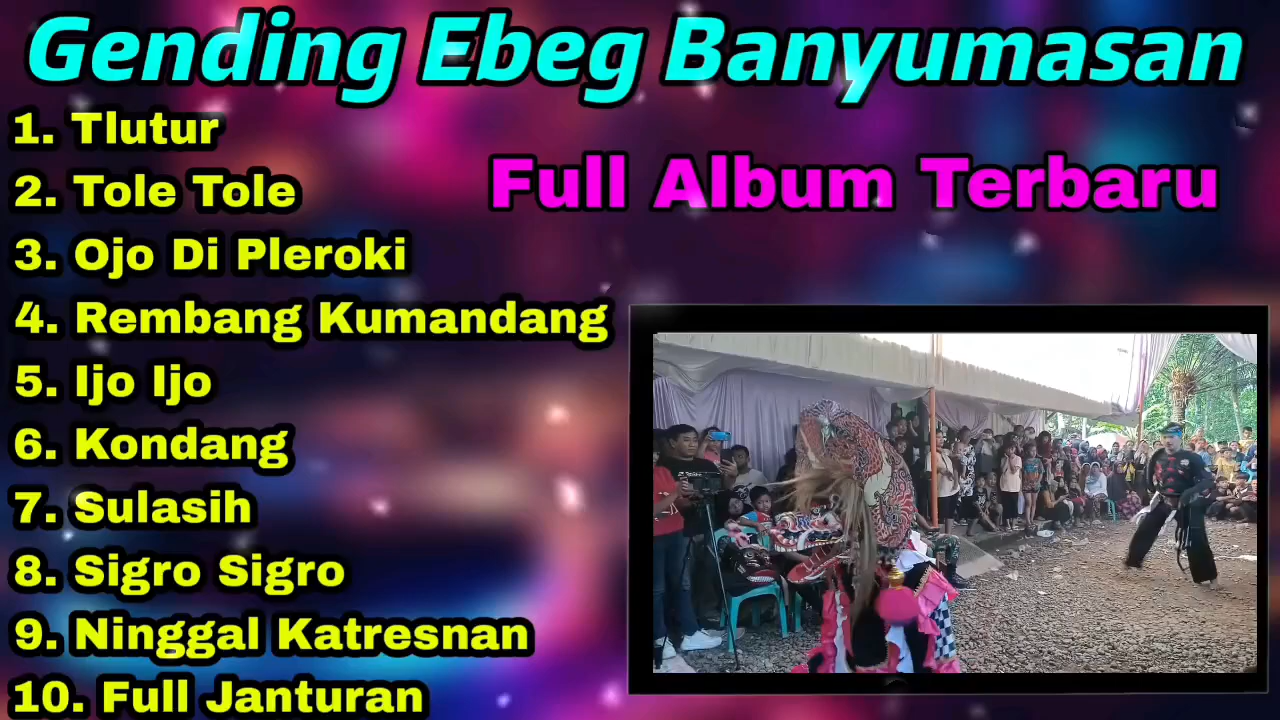 Gending Ebeg Banyumasan
Full Album Terbaru
1. Tlutur
2. Tole Tole
3. Ojo Di Pleroki
4. Rembang Kumandang
5. Ijo Ijo
6. Kondang
7. Sulasih
8. Sigro Sigro
9. Ninggal Katresnan
10. Full Janturan